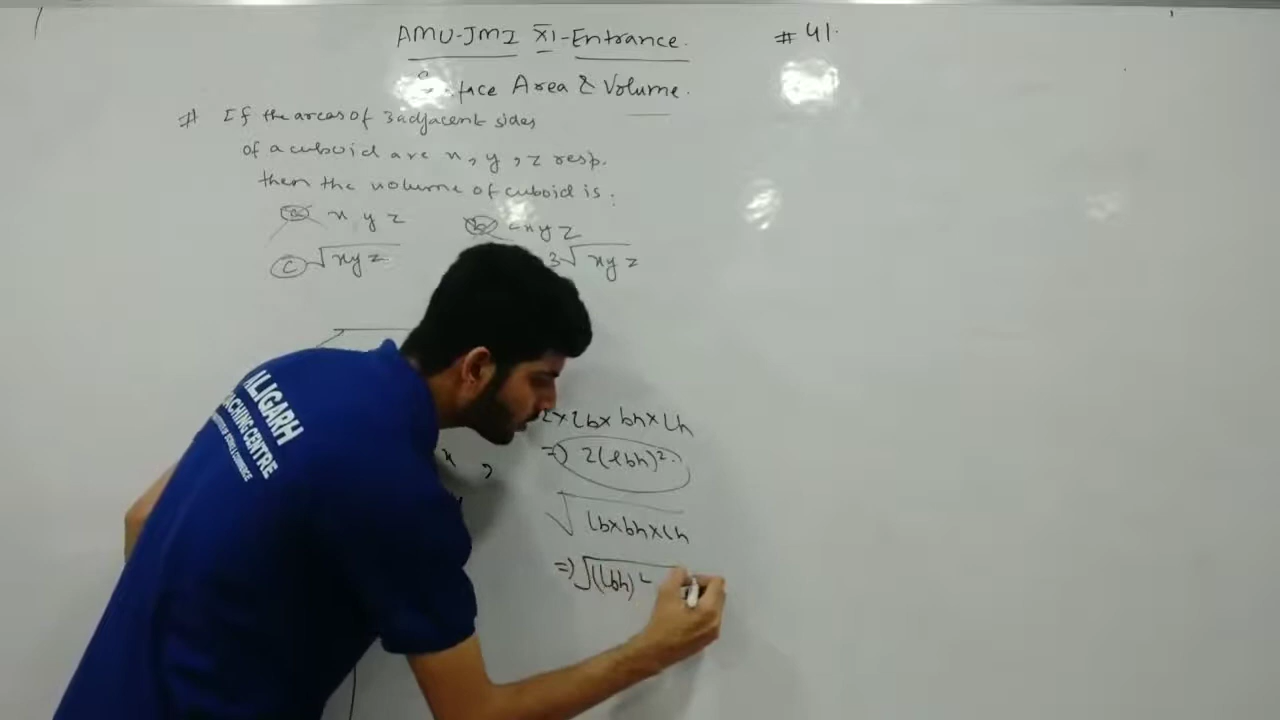 AMU-JMI XI-Entrance. # 41.
Area & Volume.
# If the areas of 3 adjacent sides
of a cuboid are x, y, z resp.
then the volume of cuboid is:
(a) x y z (b) 2xyz
(c) √xyz 3√xyz
2×lb×bh×lh
⇒ 2(lbh)².
x ,
√lb×bh×lh
⇒ √(lbh)²
ALIGARH
COACHING CENTRE